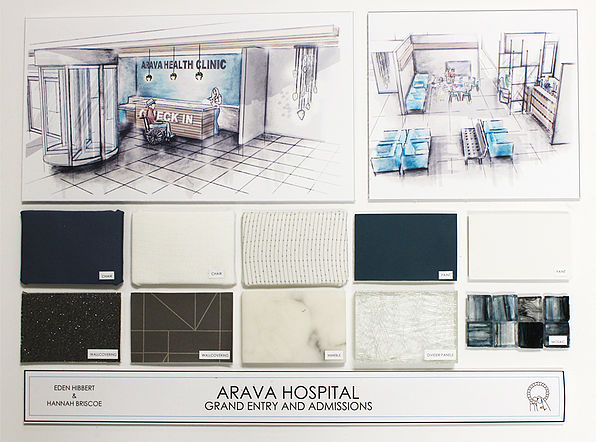 ARAVA HEALTH CLINIC
CHECK IN
CHAIR
CHAIR
PAINT
PAINT
WALLCOVERING
WALLCOVERING
MARBLE
DIVIDER PANELS
MOSAIC
EDEN HIBBERT
&
HANNAH BRISCOE
ARAVA HOSPITAL
GRAND ENTRY AND ADMISSIONS